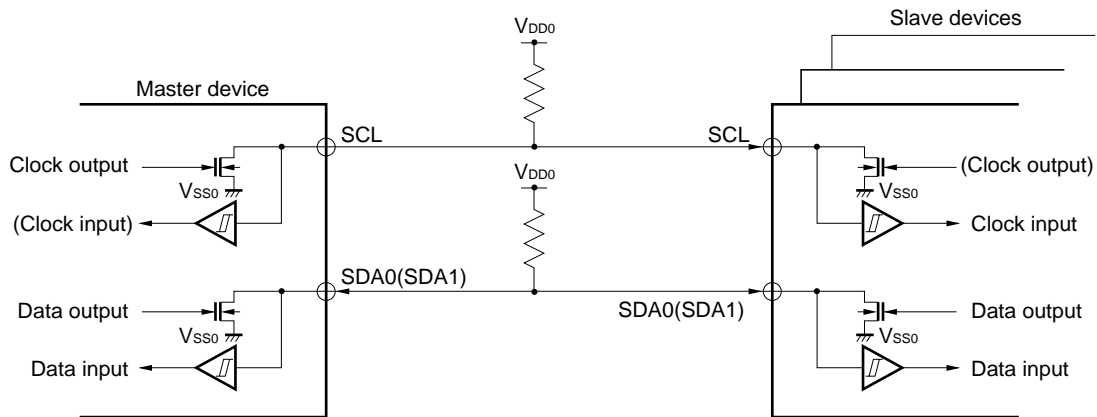 Slave devices
VDD0
Master device
SCL
SCL
Clock output
(Clock output)
VSS0
VSS0
VDD0
(Clock input)
Clock input
SDA0(SDA1)
SDA0(SDA1)
Data output
Data output
VSS0
VSS0
Data input
Data input